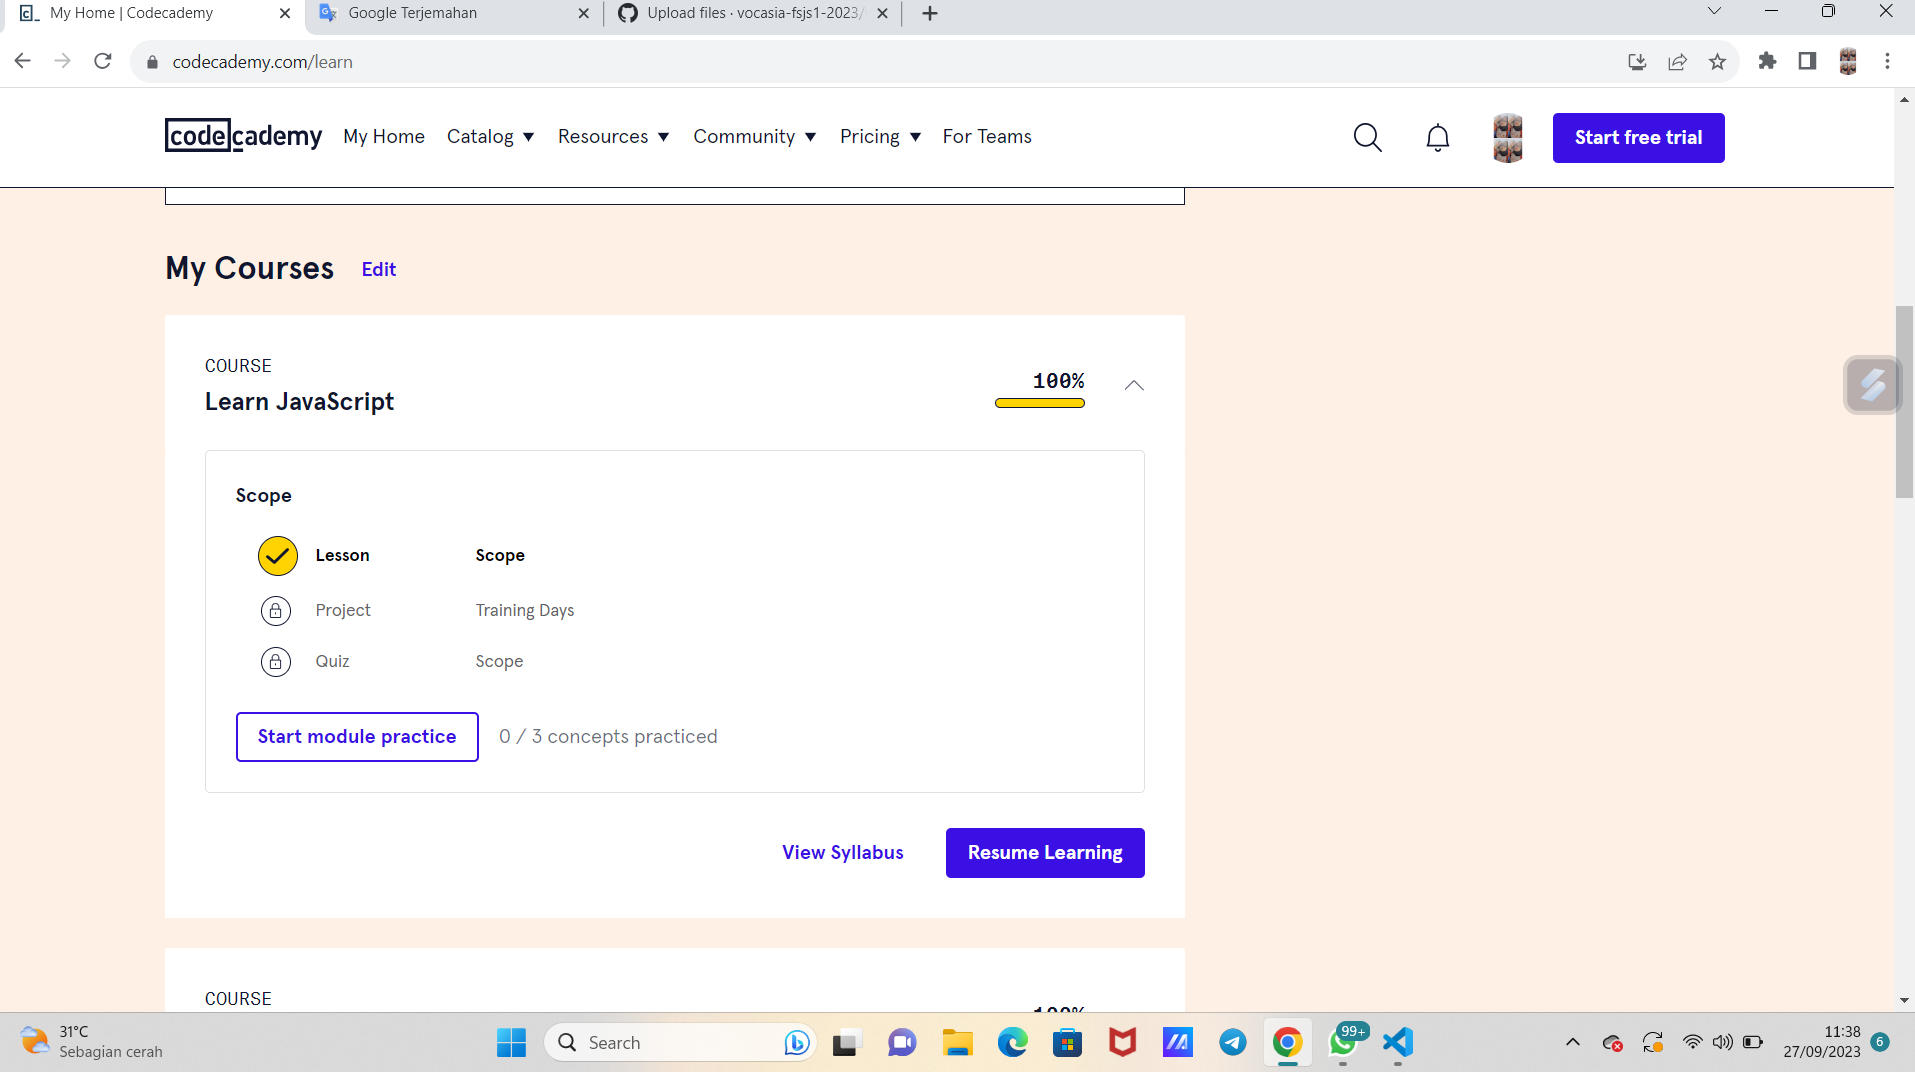 My Home | Codecademy
Google Terjemahan
Upload files · vocasia-fsjs1-2023/
codecademy.com/learn
codecademy My Home Catalog Resources Community Pricing For Teams Start free trial
My Courses Edit
COURSE
Learn JavaScript
100%
Scope
Lesson Scope
Project Training Days
Quiz Scope
Start module practice 0 / 3 concepts practiced
View Syllabus Resume Learning
COURSE
100%
31°C
Sebagian cerah
Search
99+
11:38
27/09/2023
6